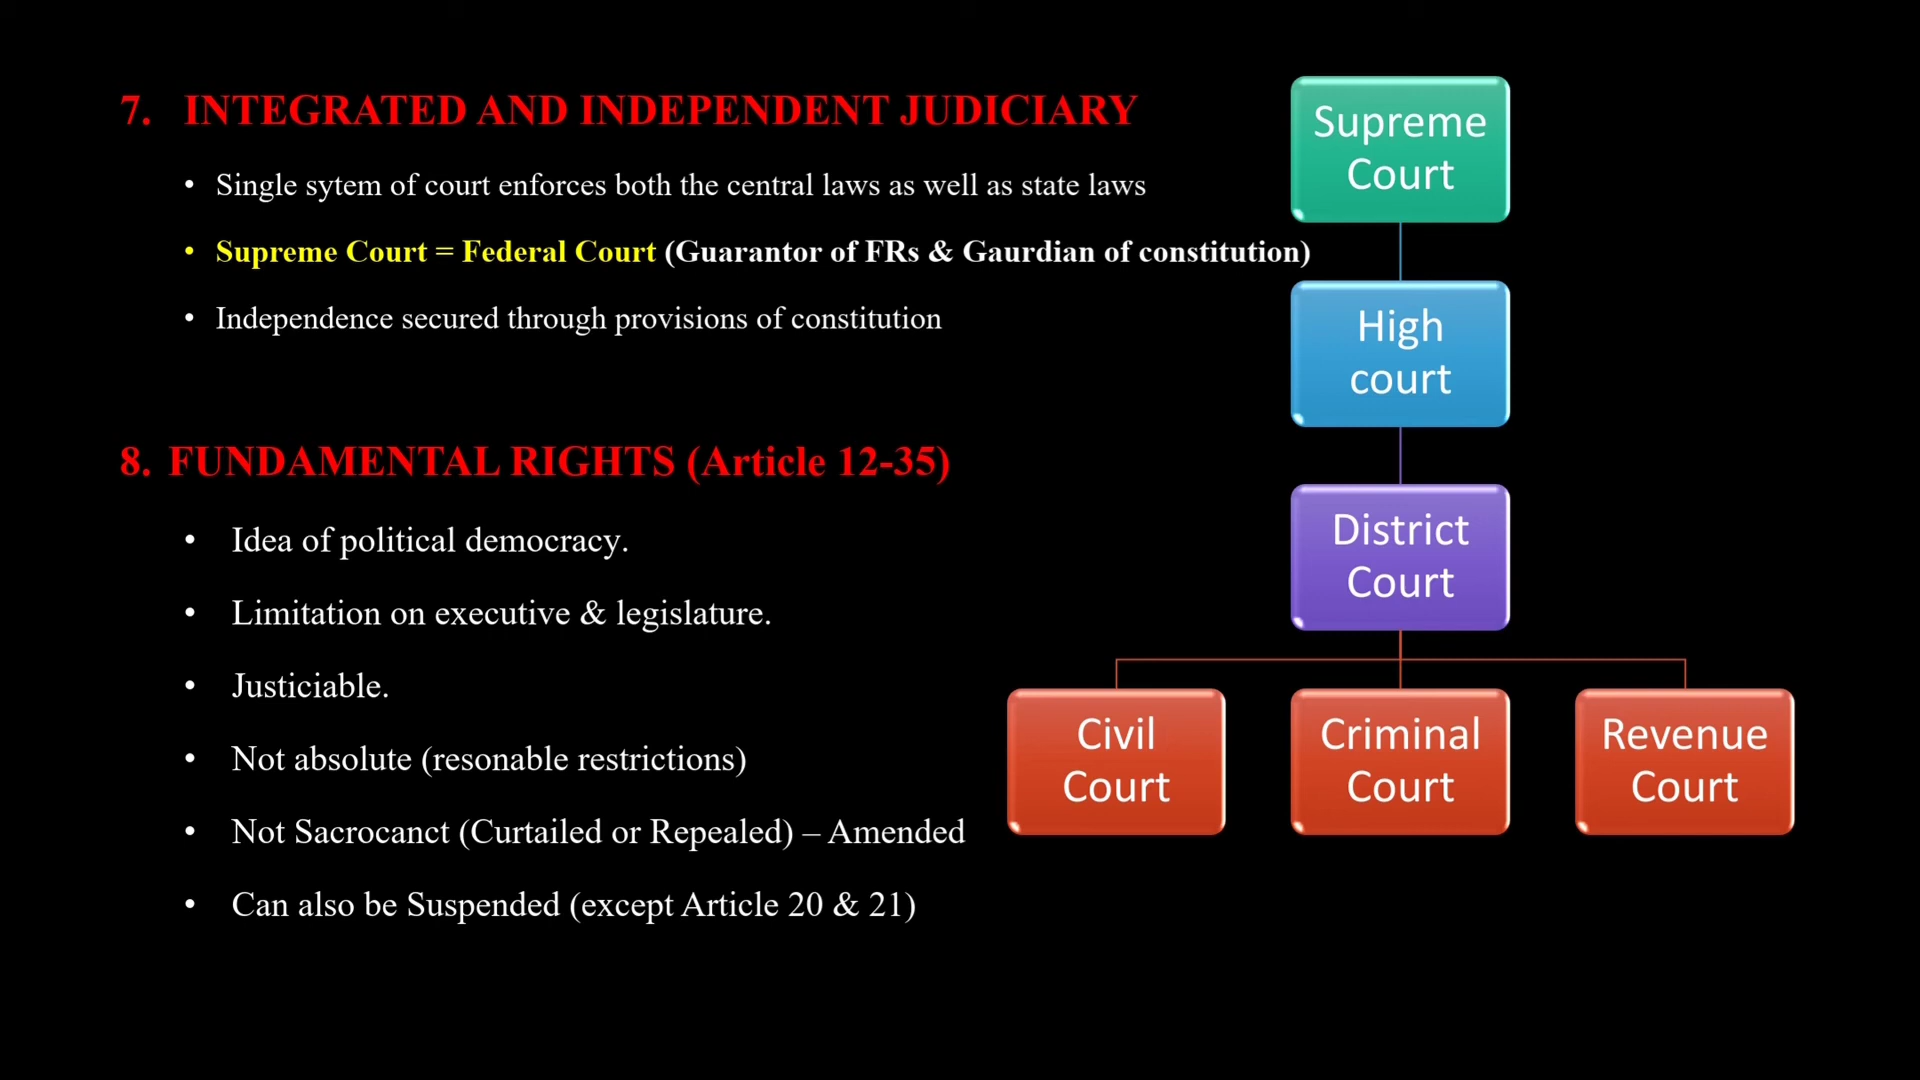 7. INTEGRATED AND INDEPENDENT JUDICIARY
• Single sytem of court enforces both the central laws as well as state laws
• Supreme Court = Federal Court (Guarantor of FRs & Gaurdian of constitution)
• Independence secured through provisions of constitution
8. FUNDAMENTAL RIGHTS (Article 12-35)
• Idea of political democracy.
• Limitation on executive & legislature.
• Justiciable.
• Not absolute (resonable restrictions)
• Not Sacrocanct (Curtailed or Repealed) – Amended
• Can also be Suspended (except Article 20 & 21)
Supreme
Court
High
court
District
Court
Civil
Court
Criminal
Court
Revenue
Court